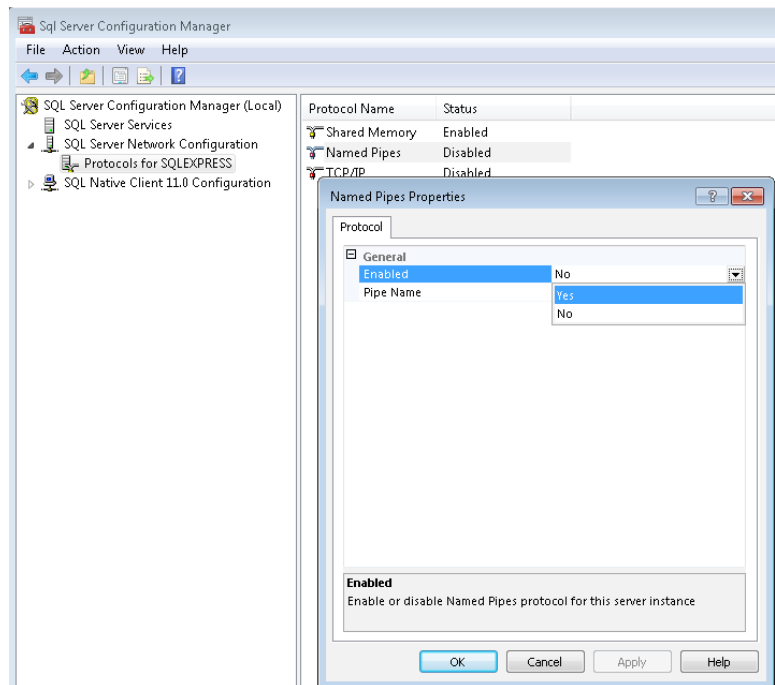 Sql Server Configuration Manager
File Action View Help
SQL Server Configuration Manager (Local)
SQL Server Services
SQL Server Network Configuration
Protocols for SQLEXPRESS
SQL Native Client 11.0 Configuration
Protocol Name Status
Shared Memory Enabled
Named Pipes Disabled
TCP/IP Disabled
Named Pipes Properties
Protocol
General
Enabled No
Pipe Name
Yes
No
Enabled
Enable or disable Named Pipes protocol for this server instance
OK Cancel Apply Help